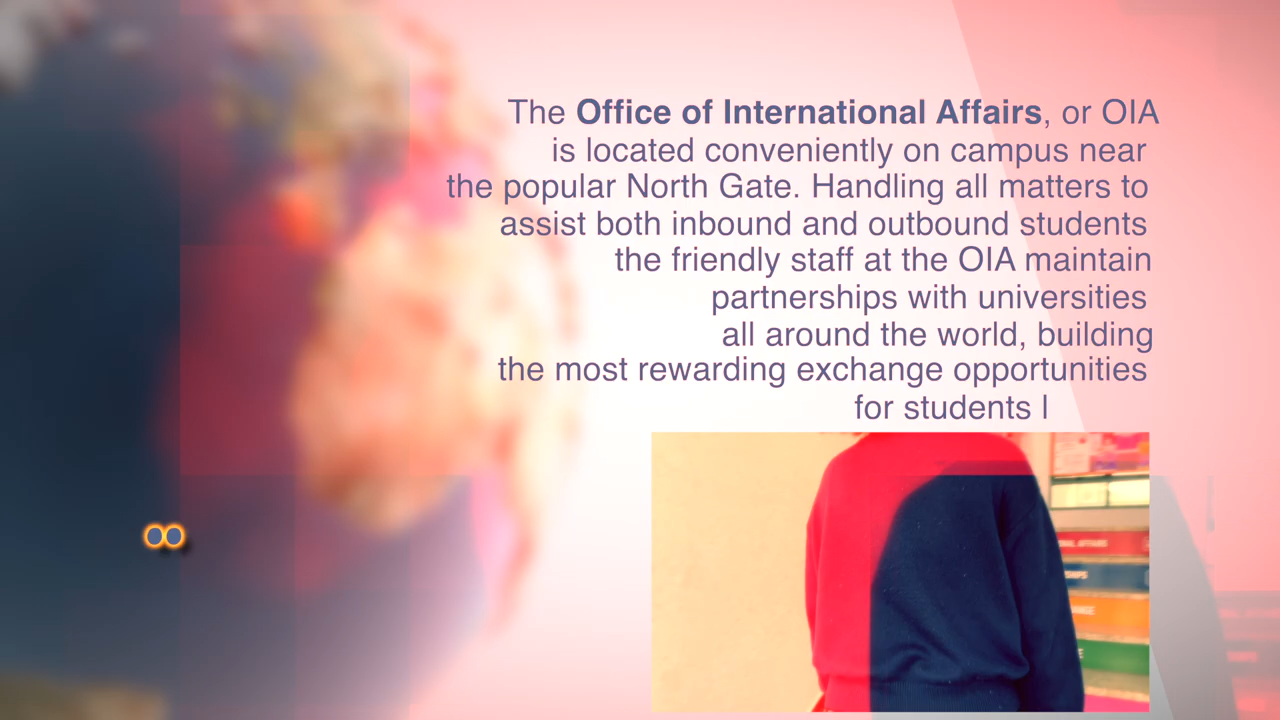 The Office of International Affairs, or OIA
is located conveniently on campus near
the popular North Gate. Handling all matters to
assist both inbound and outbound students
the friendly staff at the OIA maintain
partnerships with universities
all around the world, building
the most rewarding exchange opportunities
for students l
∞
AFFAIRS